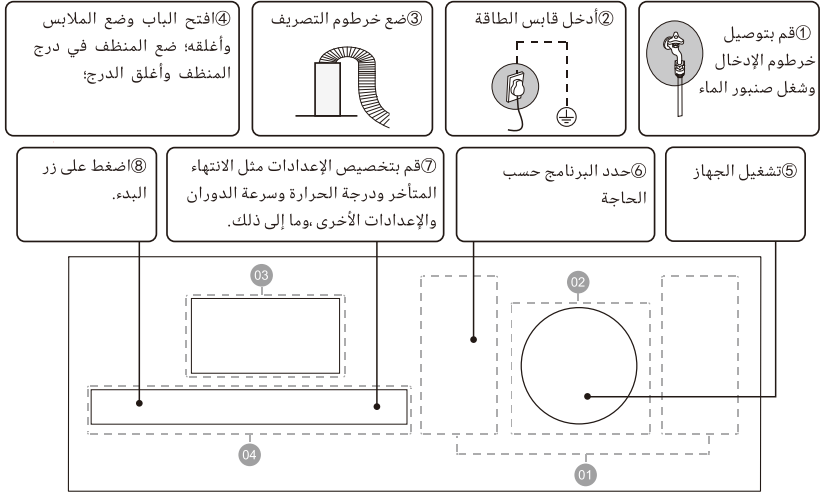 ①قم بتوصيل
خرطوم الإدخال
وشغل صنبور الماء
②أدخل قابس الطاقة
③ضع خرطوم التصريف
④افتح الباب وضع الملابس
وأغلقه؛ ضع المنظف في درج
المنظف وأغلق الدرج؛
⑤تشغيل الجهاز
⑥حدد البرنامج حسب
الحاجة
⑦قم بتخصيص الإعدادات مثل الانتهاء
المتأخر ودرجة الحرارة وسرعة الدوران
والإعدادات الأخرى ،وما إلى ذلك.
⑧اضغط على زر
البدء.
03
02
04
01